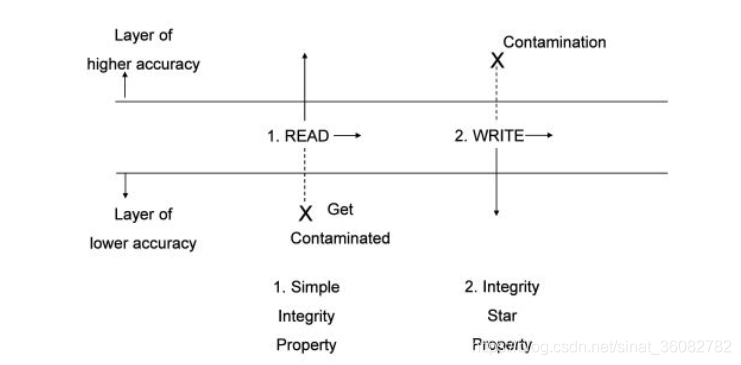 Layer of
higher accuracy
Contamination
X
1. READ
2. WRITE
Layer of
lower accuracy
X Get
Contaminated
1. Simple
Integrity
Property
2. Integrity
Star
Property
og.csdn.net/sinat_36082782